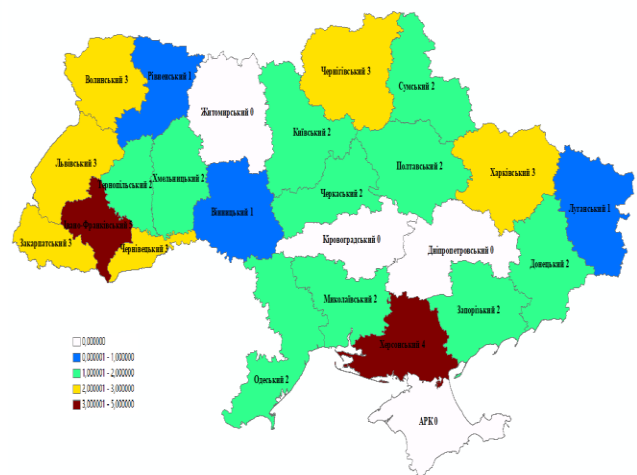 Волинський 3
Рівненський 1
Житомирський 0
Чернігівський 3
Сумський 2
Київський 2
Львівський 3
Тернопільський 2
Хмельницький 2
Вінницький 1
Черкаський 2
Полтавський 2
Харківський 3
Луганський 1
Закарпатський 3
Чернівецький 3
Кіровоградський 0
Дніпропетровський 0
Донецький 2
Миколаївський 2
Запорізький 2
Херсонський 4
Одеський 2
АРК 0
0,000000
0,000001 - 1,000000
1,000001 - 2,000000
2,000001 - 3,000000
3,000001 - 5,000000